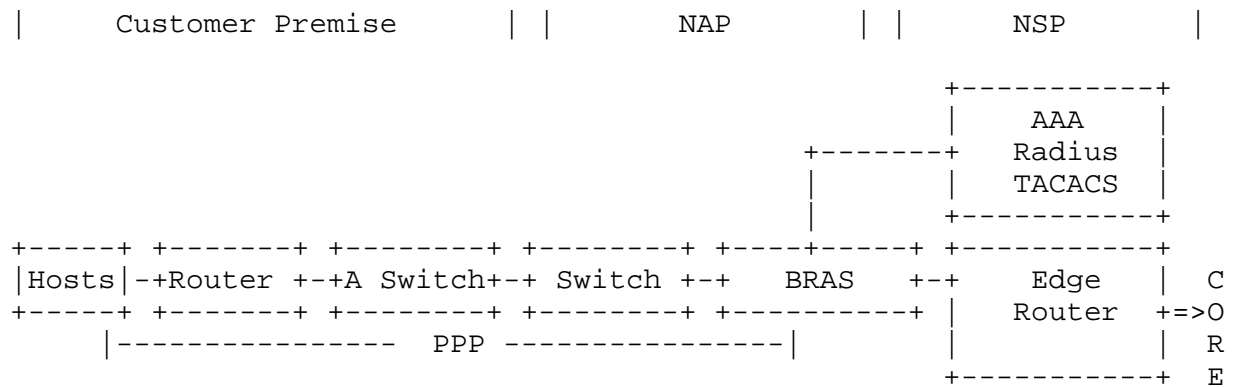 |      Customer Premise       | |       NAP        | |      NSP       |

                                                     +-----------+
                                                     |    AAA    |
                                             +-------+   Radius  |
                                             |       |   TACACS  |
                                             |       +-----------+
+-----+ +-------+ +--------+ +--------+ +----+-----+ +-----------+
|Hosts|-+Router +-+A Switch+-+ Switch +-+   BRAS   +-+    Edge   |  C
+-----+ +-------+ +--------+ +--------+ +----------+ |   Router  +=>O
     |---------------- PPP ----------------|         |           |  R
                                                     +-----------+  E